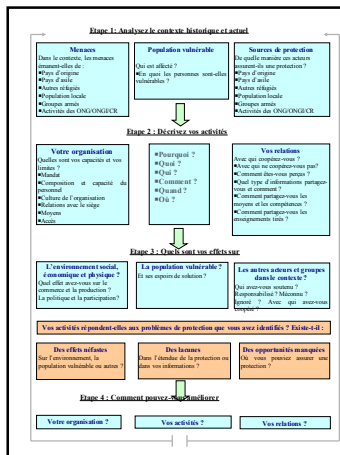 Etape 1: Analysez le contexte historique et actuel
Menaces
Dans le contexte, les menaces
émanent-elles de :
▪Pays d'origine
▪Pays d'asile
▪Autres réfugiés
▪Population locale
▪Groupes armés
▪Activités des ONG/ONGI/CR
Population vulnérable
Qui est affecté ?
▪En quoi les personnes sont-elles
vulnérables ?
Sources de protection
De quelle manière ces acteurs
assurent-ils une protection ?
▪Pays d'origine
▪Pays d'asile
▪Autres réfugiés
▪Population locale
▪Groupes armés
▪Activités des ONG/ONGI/CR
Etape 2 : Décrivez vos activités
Votre organisation
Quelles sont vos capacités et vos
limites ?
▪Mandat
▪Composition et capacité du
personnel
▪Culture de l'organisation
▪Relations avec le siège
▪Moyens
▪Accès
▪Pourquoi ?
▪Quoi ?
▪Qui ?
▪Comment ?
▪Quand ?
▪Où ?
Vos relations
Avec qui coopérez-vous ?
▪Avec qui ne coopérez-vous pas?
▪Comment êtes-vous perçus ?
▪Quel type d'informations partagez-
vous et comment ?
▪Comment partagez-vous les
moyens et les compétences ?
▪Comment partagez-vous les
enseignements tirés ?
Etape 3 : Quels sont vos effets sur
L'environnement social,
économique et physique ?
Quel effet avez-vous sur le
commerce et la production ?
La politique et la participation?
La population vulnérable ?
Et ses espoirs de solution ?
Les autres acteurs et groupes
dans le contexte ?
Qui avez-vous soutenu ?
Responsabilisé ? Méconnu ?
Ignoré ? Avec qui avez-vous
coopéré ?
Vos activités répondent-elles aux problèmes de protection que vous avez identifiés ? Existe-t-il :
Des effets néfastes
Sur l'environnement, la
population vulnérable ou autres ?
Des lacunes
Dans l'étendue de la protection ou
dans vos informations ?
Des opportunités manquées
Où vous pouviez assurer une
protection ?
Etape 4 : Comment pouvez-vous améliorer
Votre organisation ?
Vos activités ?
Vos relations ?